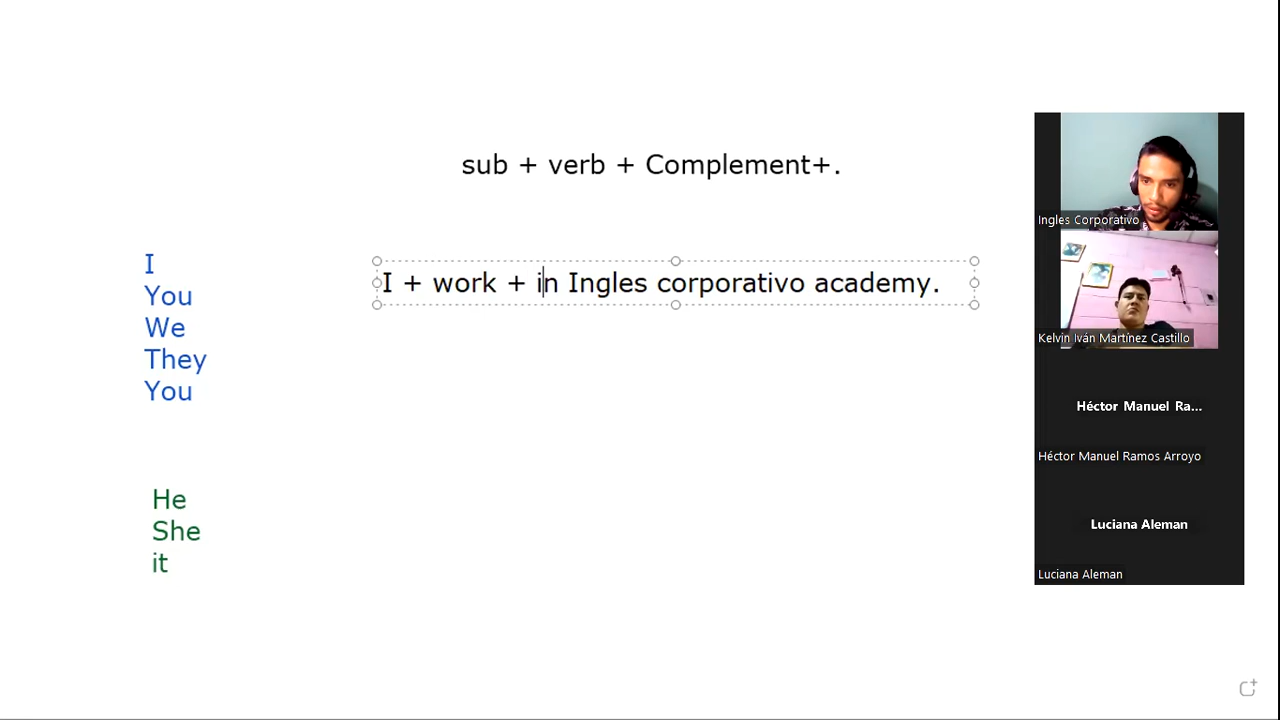 sub + verb + Complement+.
I + work + in Ingles corporativo academy.
I
You
We
They
You
He
She
it
Ingles Corporativo
Kelvin Iván Martínez Castillo
Héctor Manuel Ra...
Héctor Manuel Ramos Arroyo
Luciana Aleman
Luciana Aleman